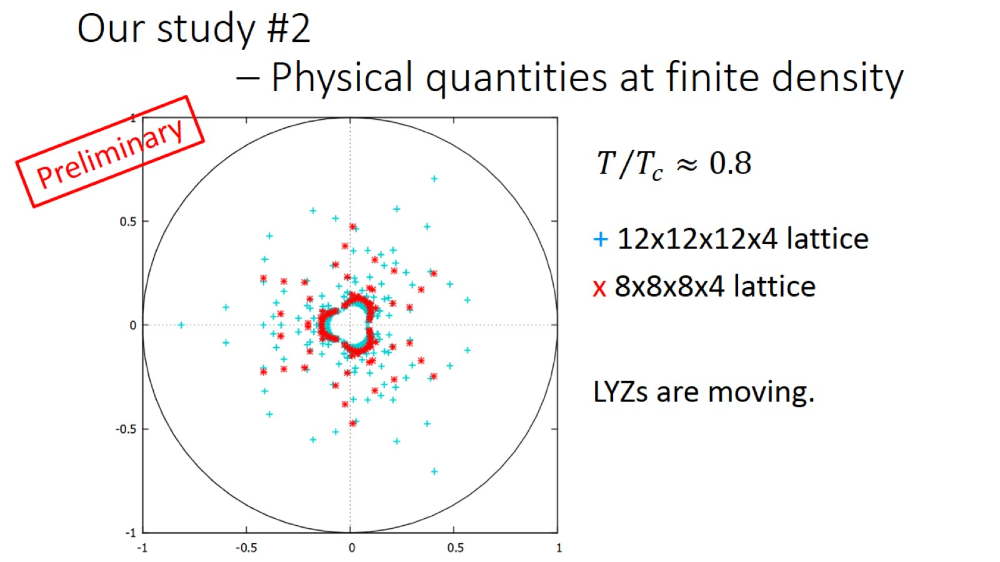 Our study #2
– Physical quantities at finite density
Preliminary
1
0.5
0
-0.5
-1
-1
-0.5
0
0.5
1
T/T_c ≈ 0.8
+ 12x12x12x4 lattice
x 8x8x8x4 lattice
LYZs are moving.